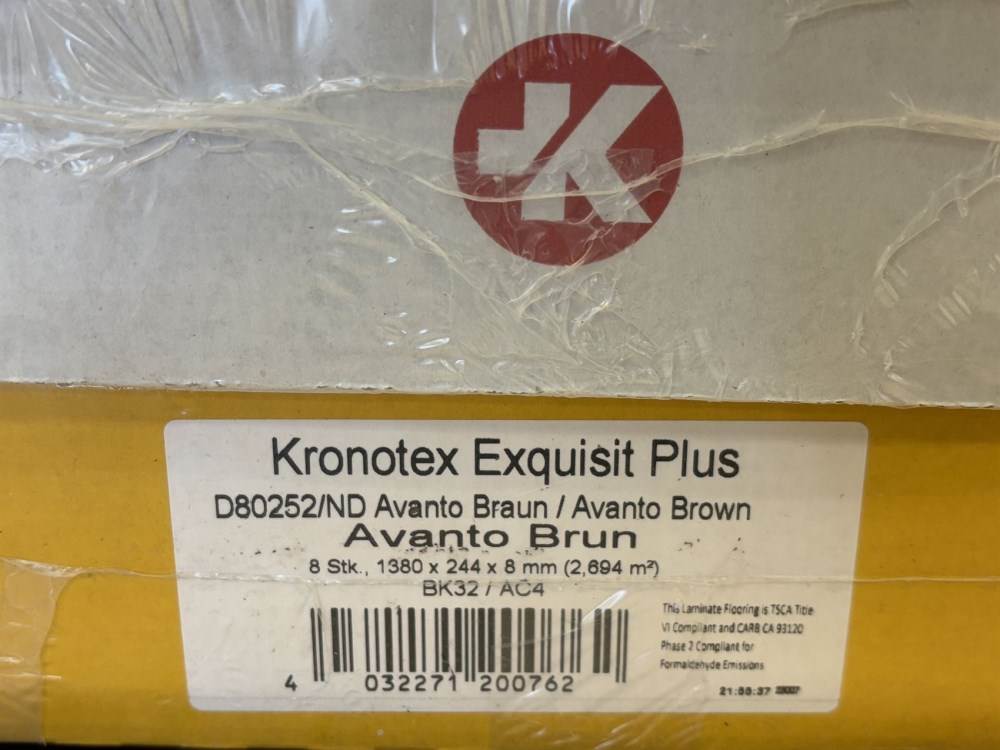 K
Kronotex Exquisit Plus
D80252/ND Avanto Braun / Avanto Brown
Avanto Brun
8 Stk., 1380 x 244 x 8 mm (2,694 m²)
BK32 / AC4
This Laminate Flooring is TSCA Title
VI Compliant and CARB CA 93120
Phase 2 Compliant for
Formaldehyde Emissions
4 032271 200762